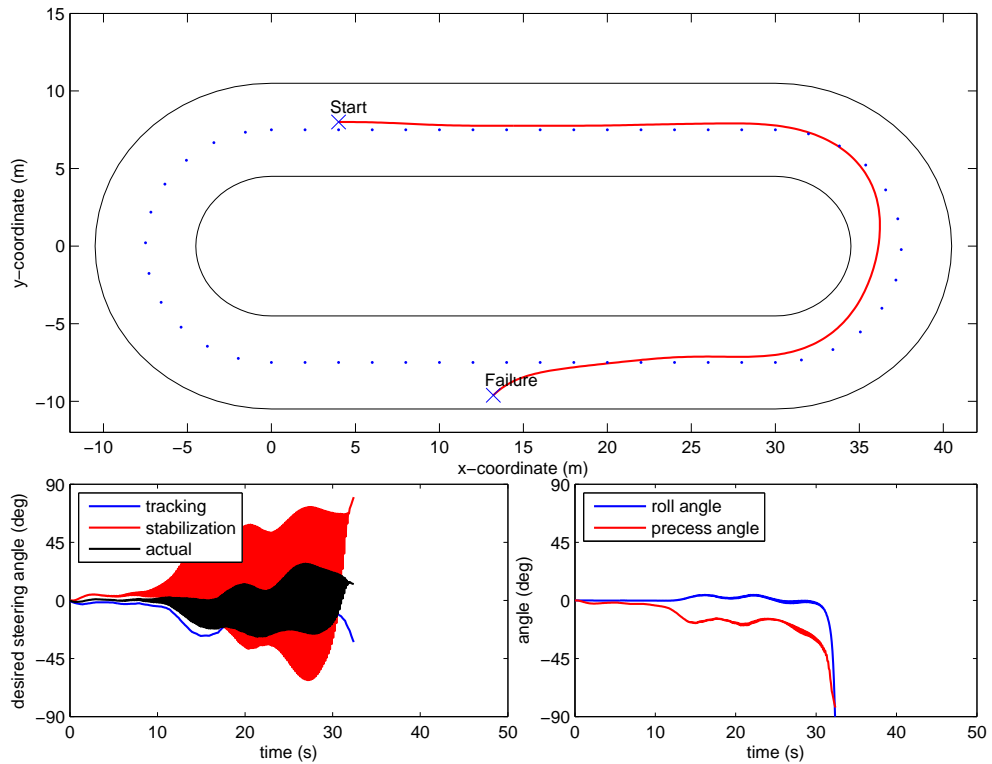 15
10
5
0
−5
−10
y−coordinate (m)
Start
Failure
−10 −5 0 5 10 15 20 25 30 35 40
x−coordinate (m)
90
45
0
−45
−90
desired steering angle (deg)
tracking
stabilization
actual
0 10 20 30 40 50
time (s)
90
45
0
−45
−90
angle (deg)
roll angle
precess angle
0 10 20 30 40 50
time (s)